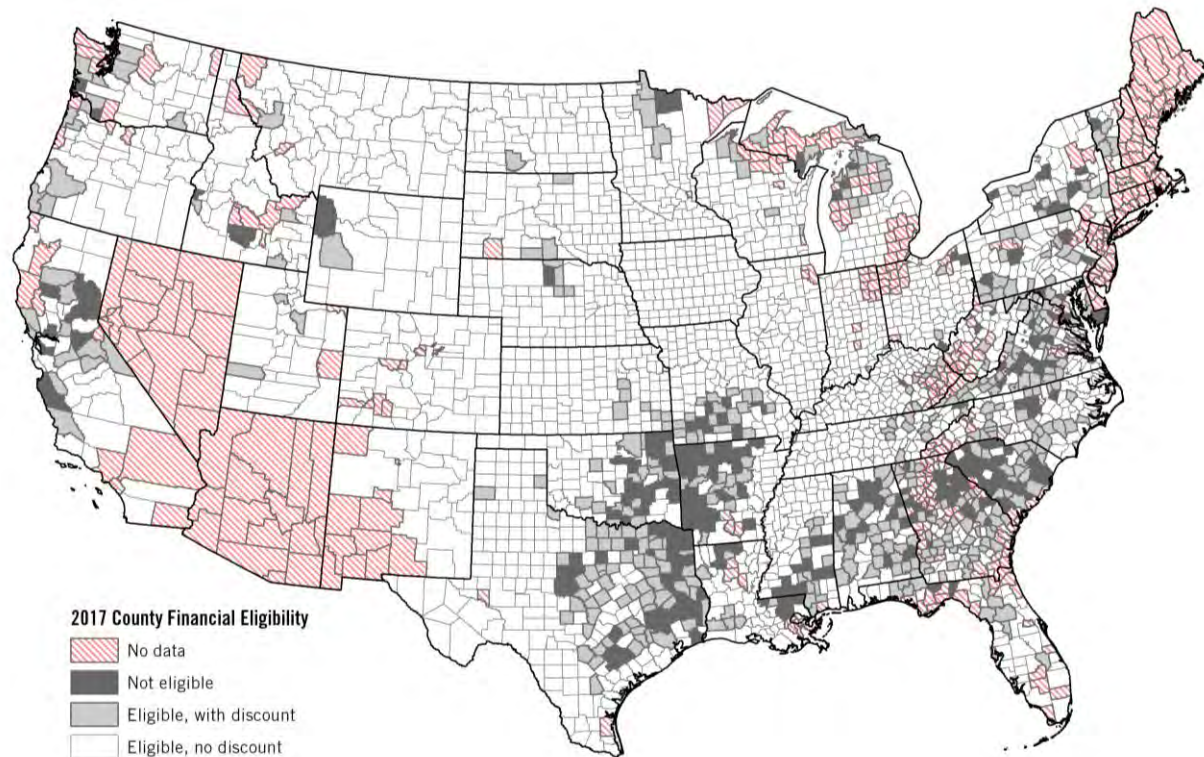 2017 County Financial Eligibility
No data
Not eligible
Eligible, with discount
Eligible, no discount